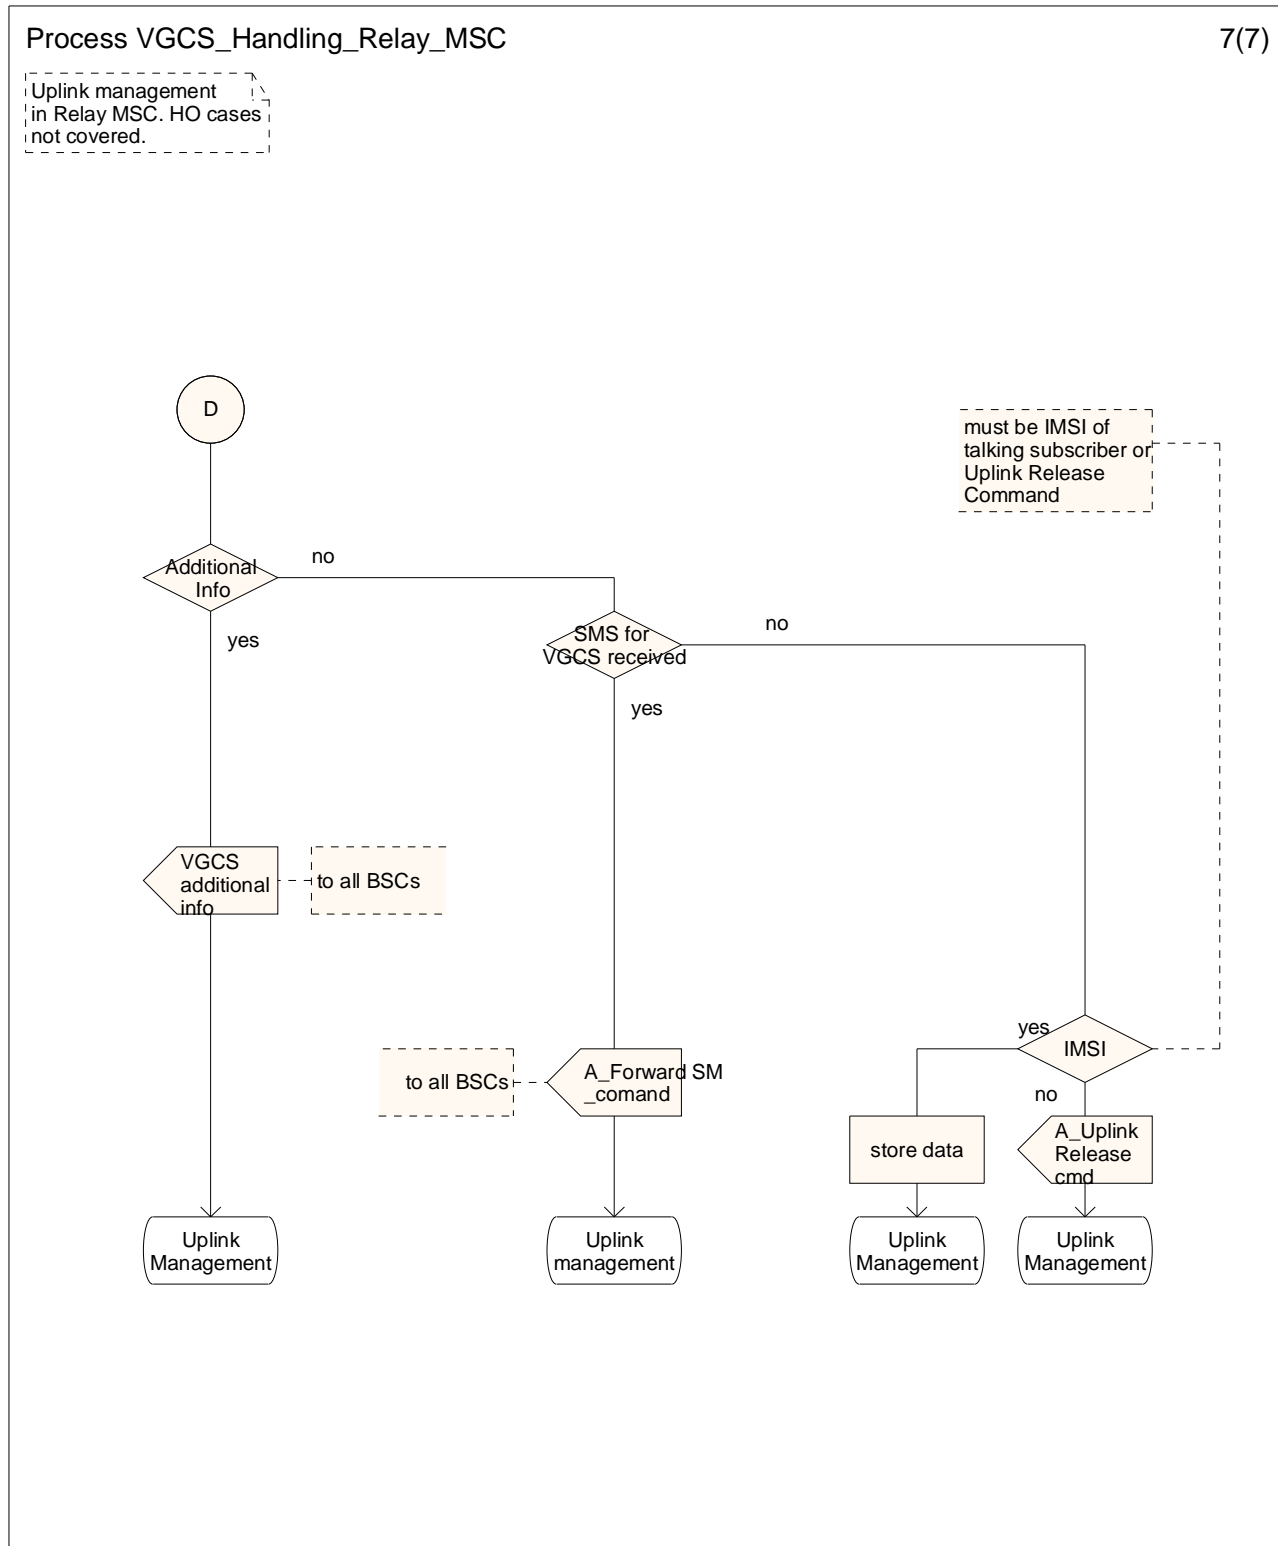 Process VGCS_Handling_Relay_MSC
7(7)
Uplink management
in Relay MSC. HO cases
not covered.
D
must be IMSI of
talking subscriber or
Uplink Release
Command
Additional
Info
no
yes
SMS for
VGCS received
no
yes
VGCS
additional
info
to all BSCs
to all BSCs
A_Forward SM
_comand
yes
IMSI
no
store data
A_Uplink
Release
cmd
Uplink
Management
Uplink
management
Uplink
Management
Uplink
Management